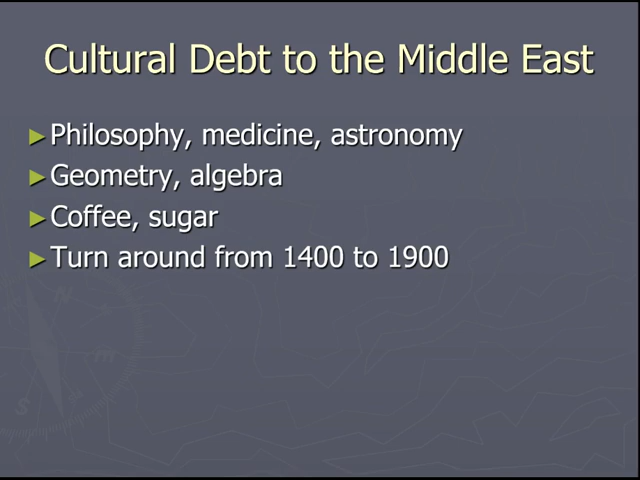 Cultural Debt to the Middle East
► Philosophy, medicine, astronomy
► Geometry, algebra
► Coffee, sugar
► Turn around from 1400 to 1900
N
m
S